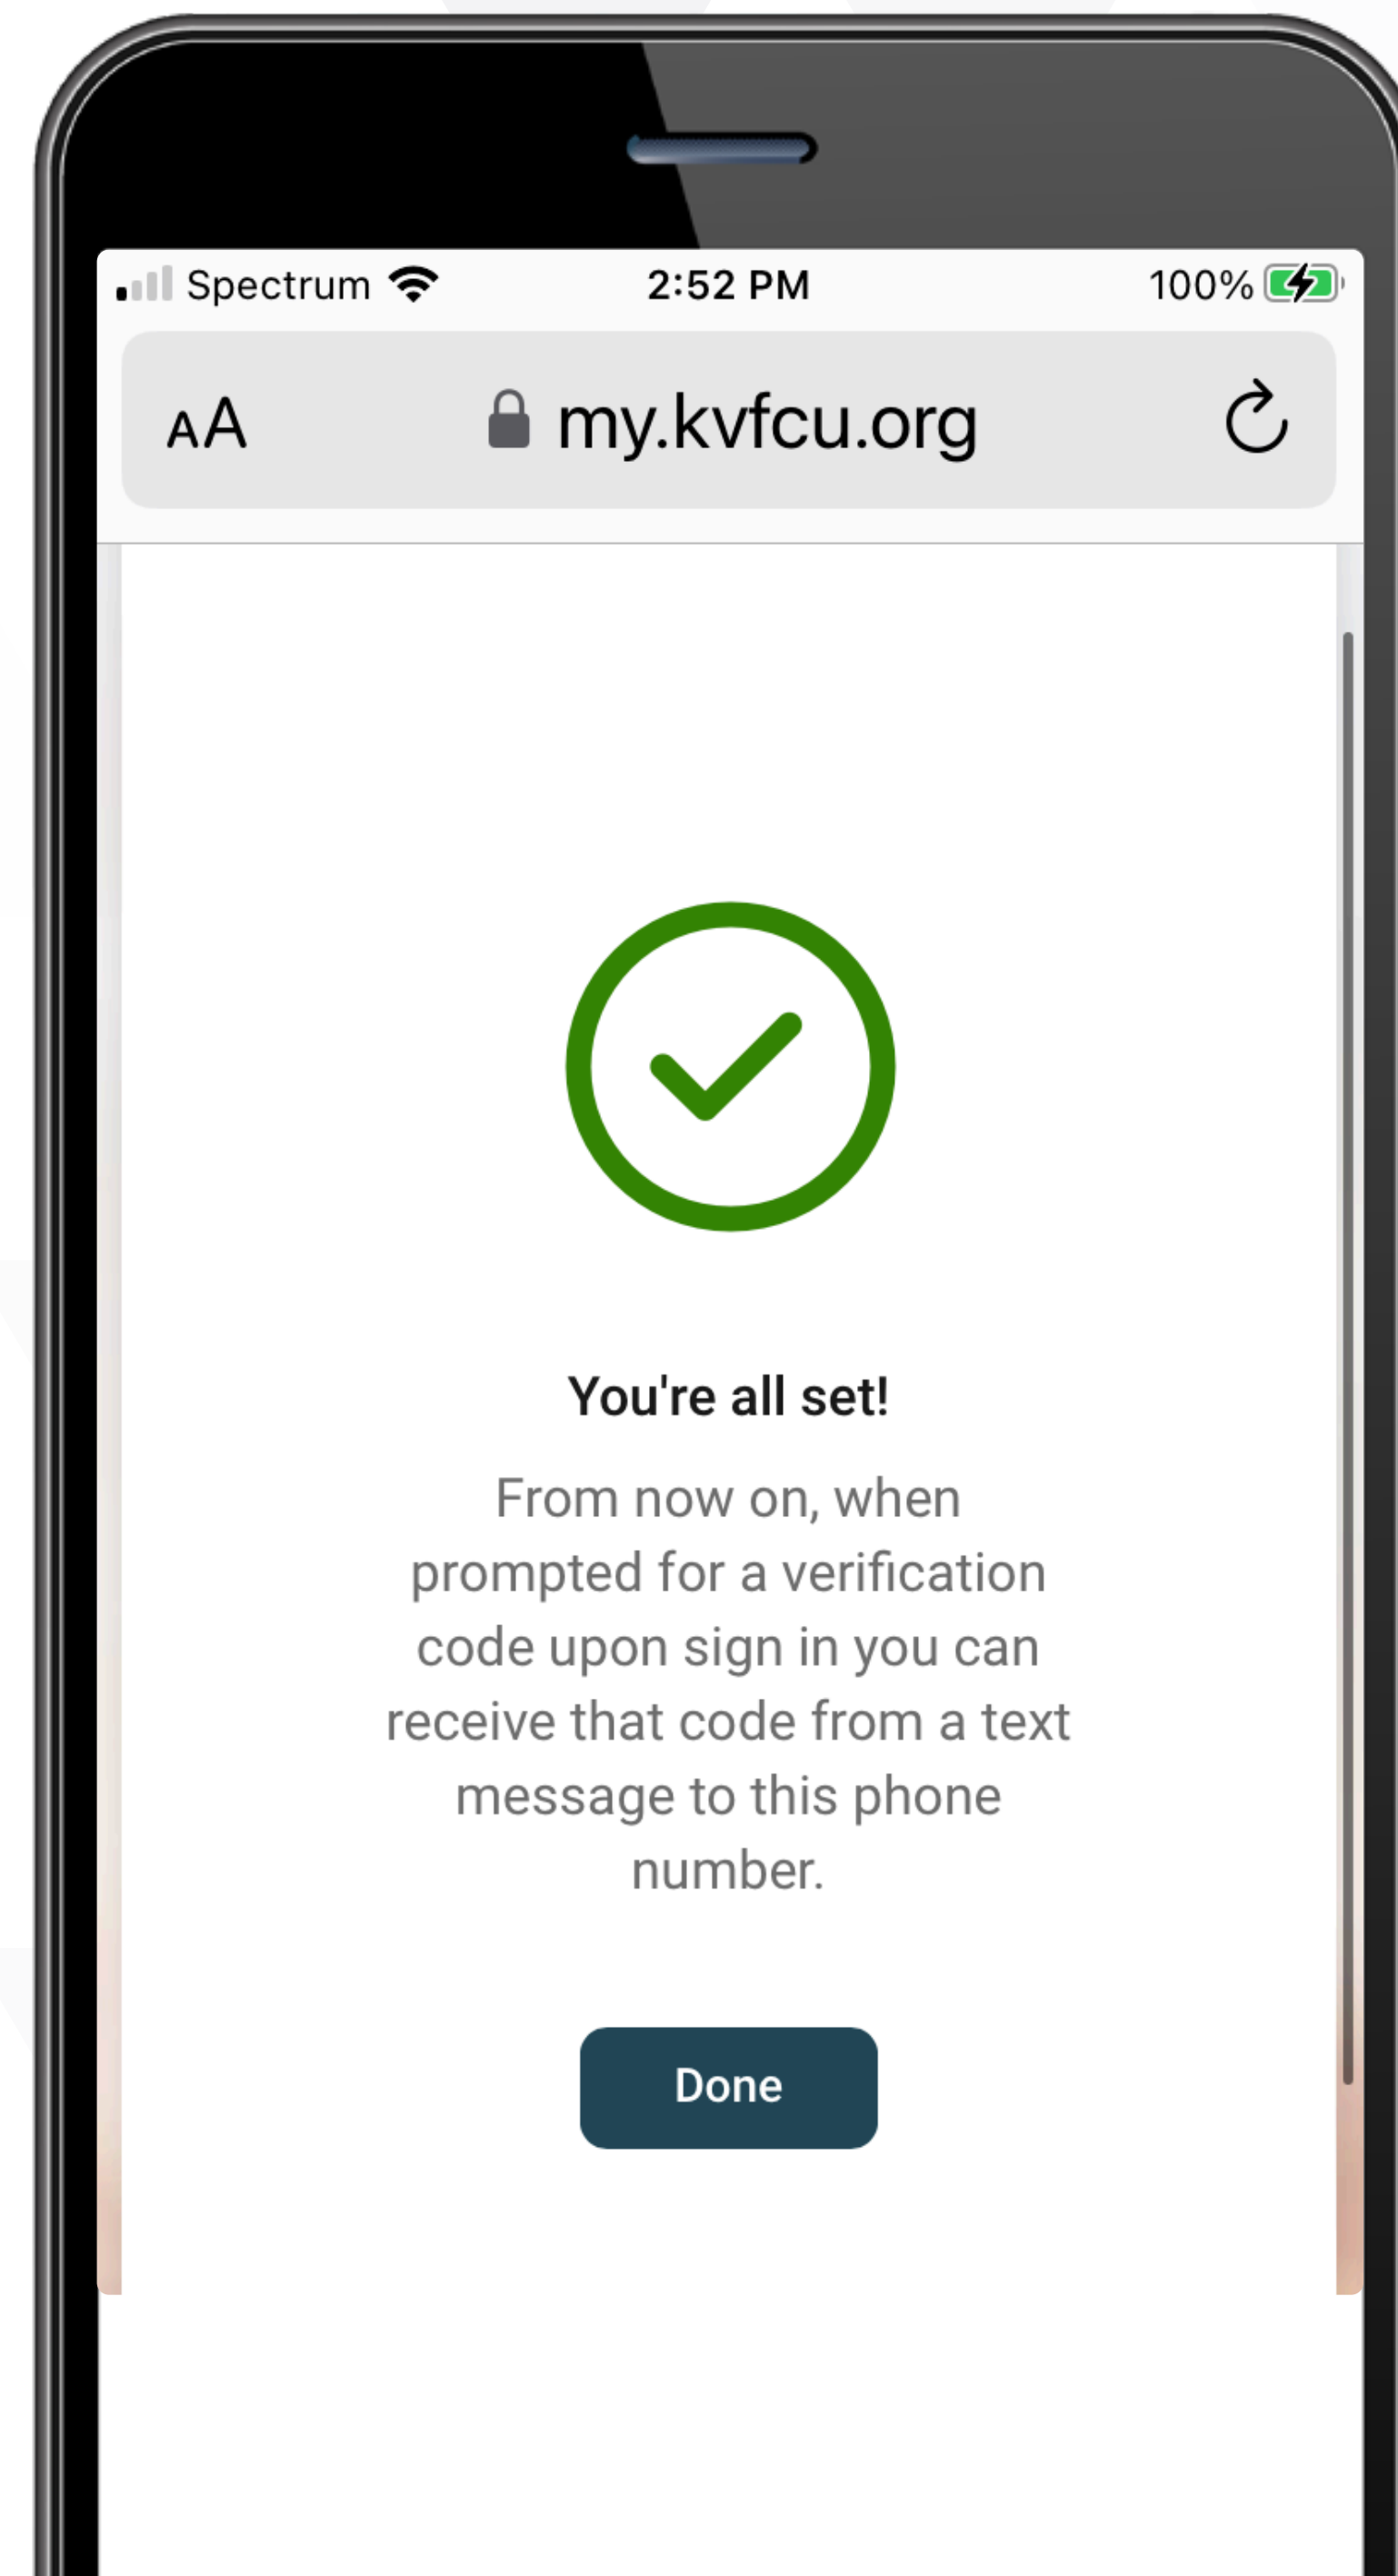 Spectrum 2:52 PM 100%
AA my.kvfcu.org
You're all set!
From now on, when
prompted for a verification
code upon sign in you can
receive that code from a text
message to this phone
number.
Done